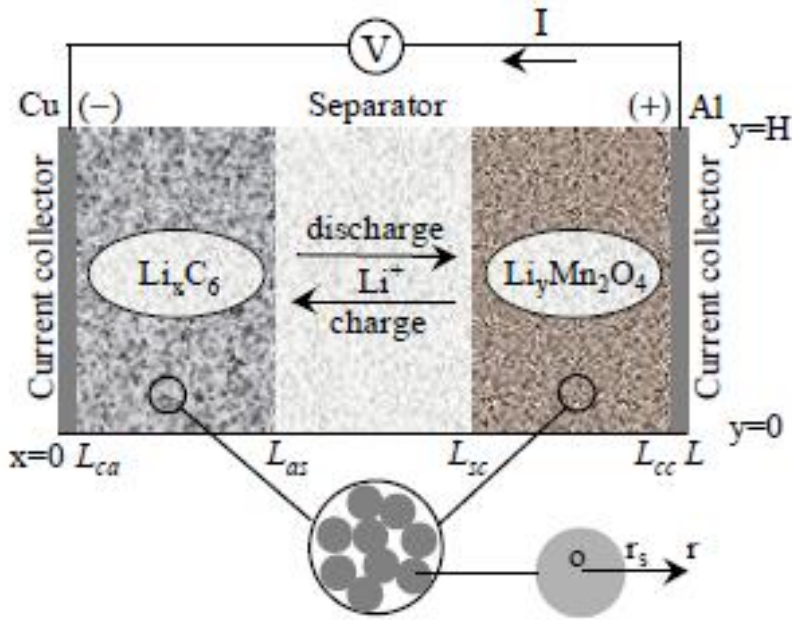 I
V
Cu (−) Separator (+) Al
y=H
Current collector
discharge
LixC6
Li+
LiyMn2O4
charge
Current collector
y=0
x=0 Lca Las Lsc Lcc L
o rs r